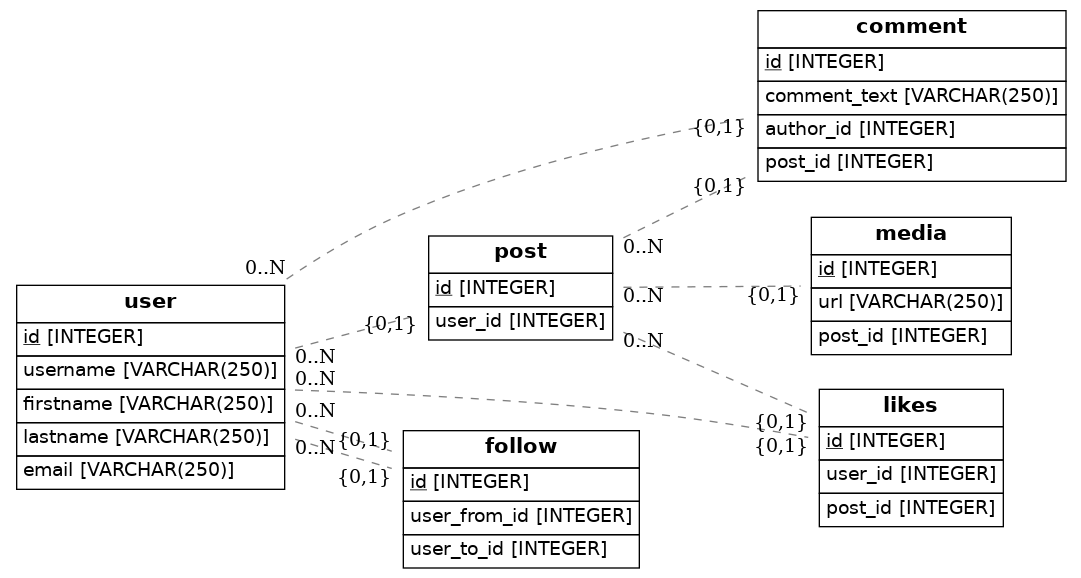 comment
id [INTEGER]
comment_text [VARCHAR(250)]
author_id [INTEGER]
post_id [INTEGER]
{0,1}
{0,1}
0..N
user
id [INTEGER]
username [VARCHAR(250)]
firstname [VARCHAR(250)]
lastname [VARCHAR(250)]
email [VARCHAR(250)]
post
id [INTEGER]
user_id [INTEGER]
0..N
0..N
0..N
{0,1}
0..N
0..N
0..N
0..N
{0,1}
{0,1}
follow
id [INTEGER]
user_from_id [INTEGER]
user_to_id [INTEGER]
media
id [INTEGER]
url [VARCHAR(250)]
post_id [INTEGER]
{0,1}
likes
id [INTEGER]
user_id [INTEGER]
post_id [INTEGER]
{0,1}
{0,1}